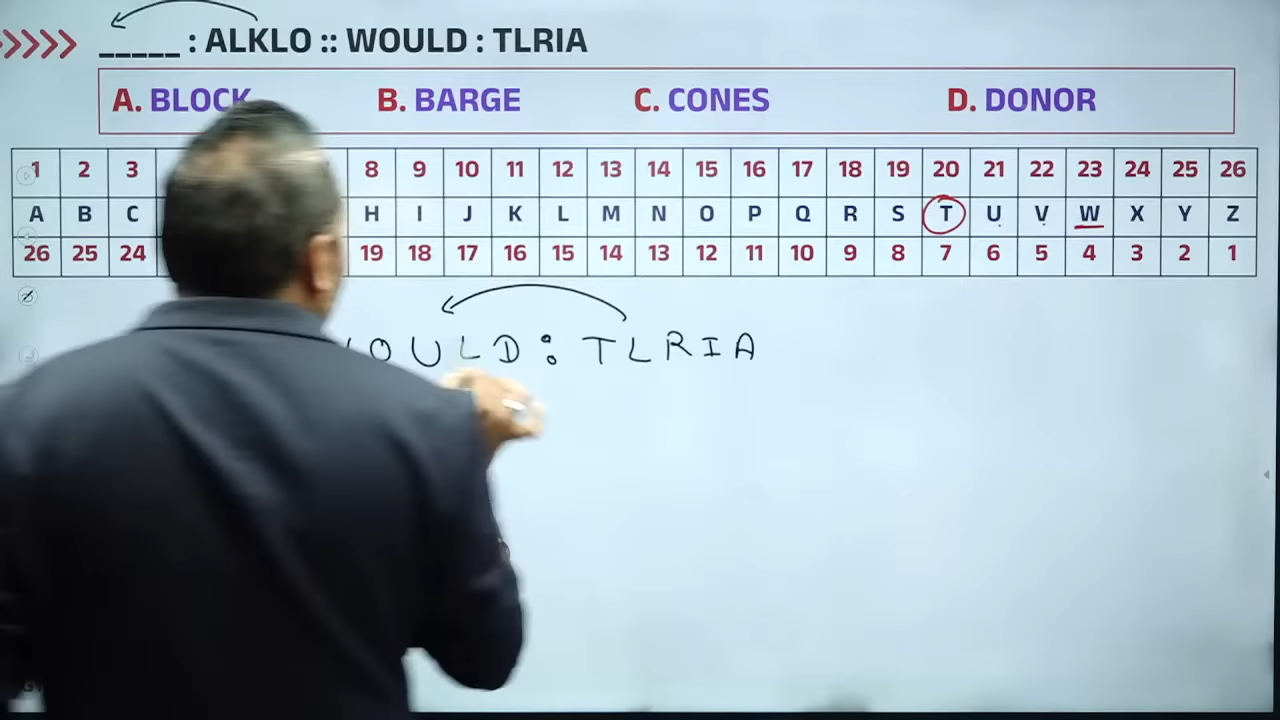 _____ : ALKLO :: WOULD : TLRIA
A. BLOCK B. BARGE C. CONES D. DONOR
1 2 3 8 9 10 11 12 13 14 15 16 17 18 19 20 21 22 23 24 25 26
A B C H I J K L M N O P Q R S T U V W X Y Z
26 25 24 19 18 17 16 15 14 13 12 11 10 9 8 7 6 5 4 3 2 1
OULD : TLRIA